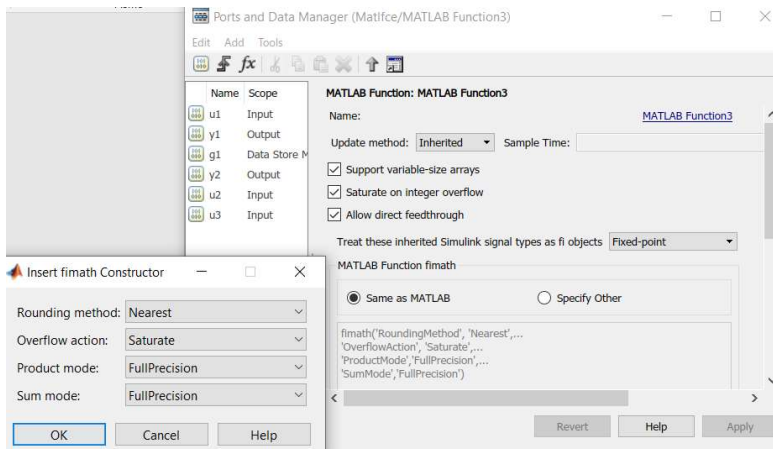 Ports and Data Manager (Matlfce/MATLAB Function3)
Edit Add Tools
fx
Name Scope
u1 Input
y1 Output
g1 Data Store M
y2 Output
u2 Input
u3 Input
MATLAB Function: MATLAB Function3
Name: MATLAB Function3
Update method: Inherited Sample Time:
Support variable-size arrays
Saturate on integer overflow
Allow direct feedthrough
Treat these inherited Simulink signal types as fi objects Fixed-point
MATLAB Function fimath
Same as MATLAB Specify Other
fimath('RoundingMethod', 'Nearest',...
'OverflowAction', 'Saturate',...
'ProductMode','FullPrecision',...
'SumMode','FullPrecision')
Revert Help Apply
Insert fimath Constructor
Rounding method: Nearest
Overflow action: Saturate
Product mode: FullPrecision
Sum mode: FullPrecision
OK Cancel Help